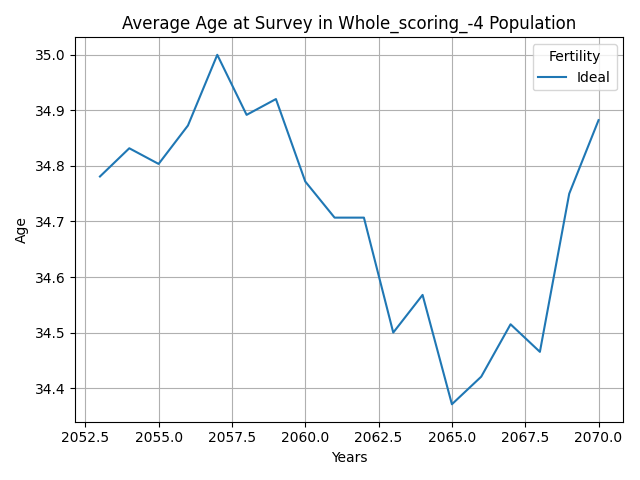 Average Age at Survey in Whole_scoring_-4 Population
Fertility
Ideal
35.0
34.9
34.8
34.7
34.6
34.5
34.4
Age
2052.5 2055.0 2057.5 2060.0 2062.5 2065.0 2067.5 2070.0
Years